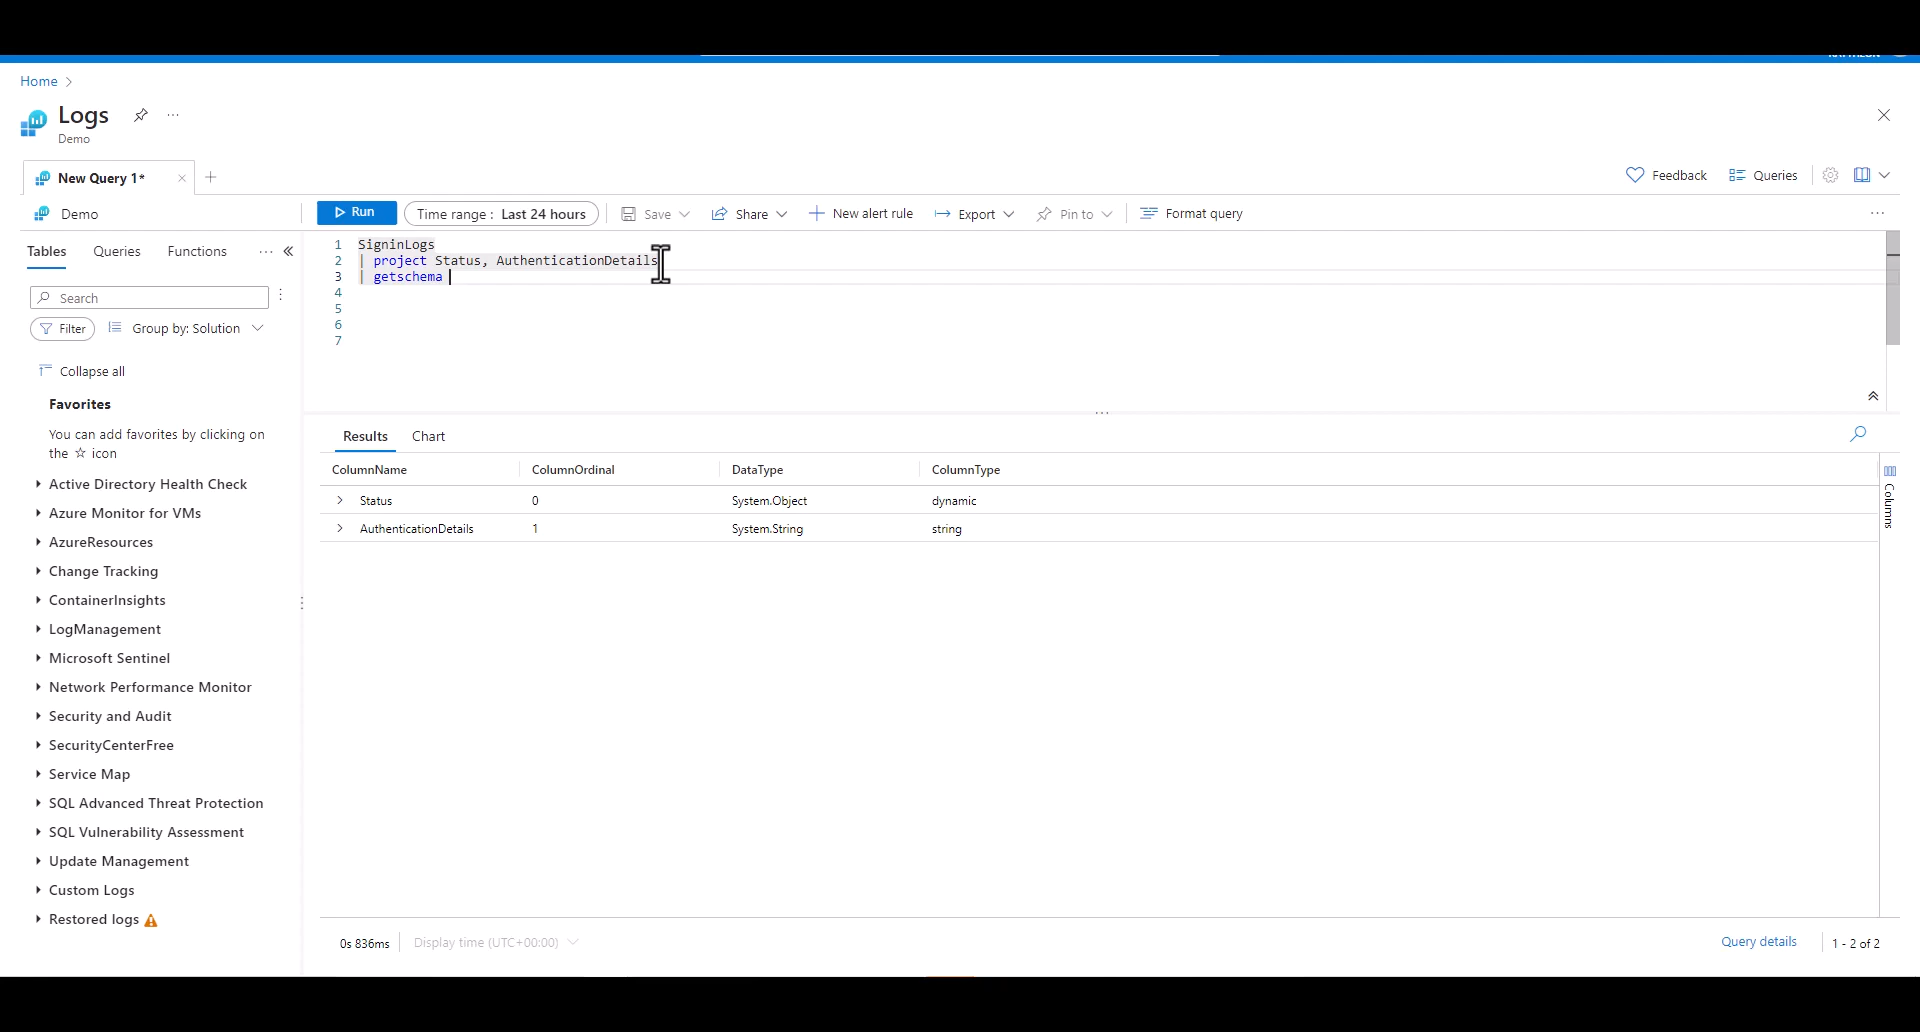 Home
Logs
Demo
New Query 1*
Feedback
Queries
Demo
Run
Time range : Last 24 hours
Save
Share
New alert rule
Export
Pin to
Format query
Tables
Queries
Functions
Search
Filter
Group by: Solution
Collapse all
Favorites
You can add favorites by clicking on
the ☆ icon
Active Directory Health Check
Azure Monitor for VMs
AzureResources
Change Tracking
ContainerInsights
LogManagement
Microsoft Sentinel
Network Performance Monitor
Security and Audit
SecurityCenterFree
Service Map
SQL Advanced Threat Protection
SQL Vulnerability Assessment
Update Management
Custom Logs
Restored logs
1 SigninLogs
2 | project Status, AuthenticationDetails
3 | getschema
4
5
6
7
Results
Chart
ColumnName ColumnOrdinal DataType ColumnType
Status 0 System.Object dynamic
AuthenticationDetails 1 System.String string
Columns
0s 836ms
Display time (UTC+00:00)
Query details
1 - 2 of 2